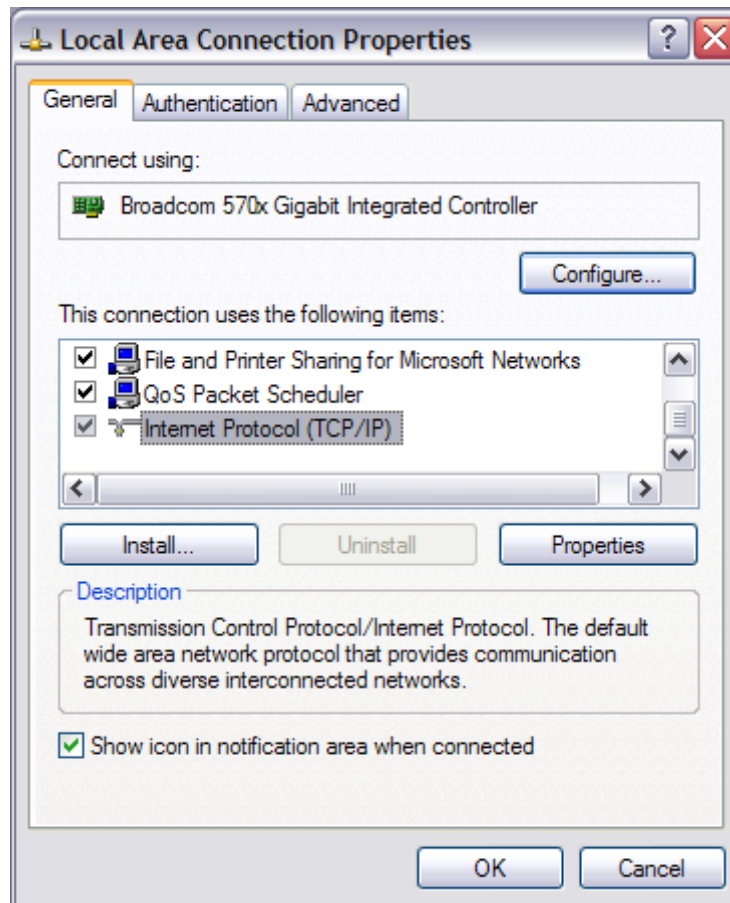 Local Area Connection Properties
General Authentication Advanced
Connect using:
Broadcom 570x Gigabit Integrated Controller
Configure...
This connection uses the following items:
File and Printer Sharing for Microsoft Networks
QoS Packet Scheduler
Internet Protocol (TCP/IP)
Install... Uninstall Properties
Description
Transmission Control Protocol/Internet Protocol. The default
wide area network protocol that provides communication
across diverse interconnected networks.
Show icon in notification area when connected
OK Cancel